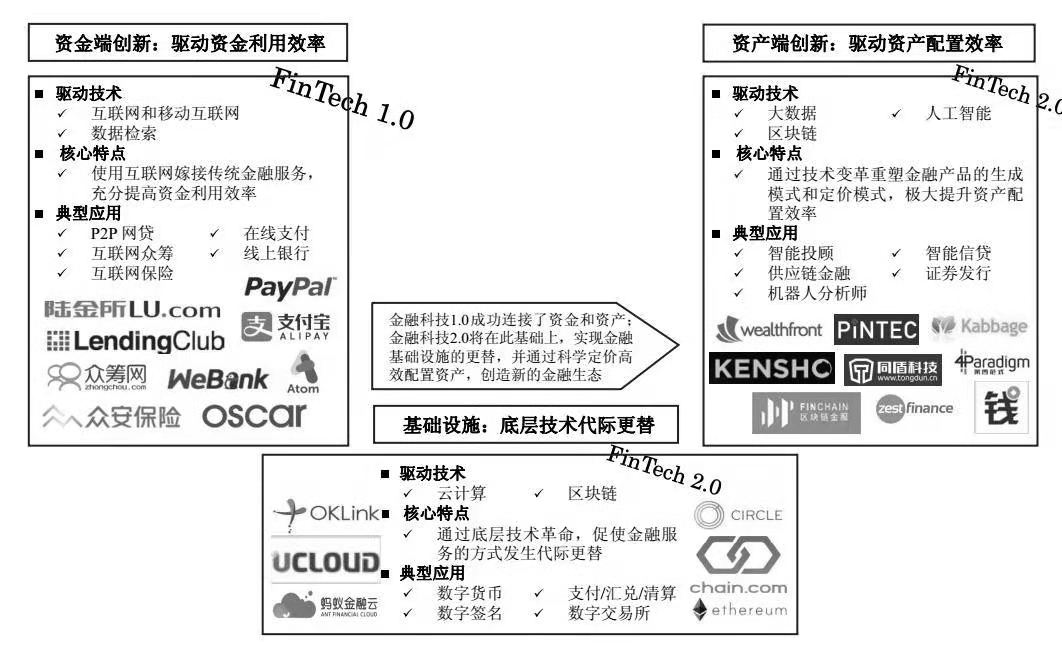 资金端创新：驱动资金利用效率
FinTech 1.0
■ 驱动技术
✓ 互联网和移动互联网
✓ 数据检索
■ 核心特点
✓ 使用互联网嫁接传统金融服务，
充分提高资金利用效率
■ 典型应用
✓ P2P 网贷 ✓ 在线支付
✓ 互联网众筹 ✓ 线上银行
✓ 互联网保险
PayPal
陆金所LU.com
支付宝
ALIPAY
LendingClub
众筹网
zhongchou.com
WeBank
Atom
众安保险
OSCAR
金融科技1.0成功连接了资金和资产；
金融科技2.0将在此基础上，实现金融
基础设施的更替，并通过科学定价高
效配置资产，创造新的金融生态
资产端创新：驱动资产配置效率
FinTech 2.0
■ 驱动技术
✓ 大数据 ✓ 人工智能
✓ 区块链
■ 核心特点
✓ 通过技术变革重塑金融产品的生成
模式和定价模式，极大提升资产配
置效率
■ 典型应用
✓ 智能投顾 ✓ 智能信贷
✓ 供应链金融 ✓ 证券发行
✓ 机器人分析师
wealthfront
PINTEC
Kabbage
KENSHO
同盾科技
www.tongdun.cn
4Paradigm
第四范式
FINCHAIN
区块链金服
zestfinance
钱
基础设施：底层技术代际更替
FinTech 2.0
■ 驱动技术
✓ 云计算 ✓ 区块链
■ 核心特点
✓ 通过底层技术革命，促使金融服
务的方式发生代际更替
■ 典型应用
✓ 数字货币 ✓ 支付/汇兑/清算
✓ 数字签名 ✓ 数字交易所
OKLink
UCLOUD
蚂蚁金融云
ANT FINANCIAL CLOUD
CIRCLE
chain.com
ethereum